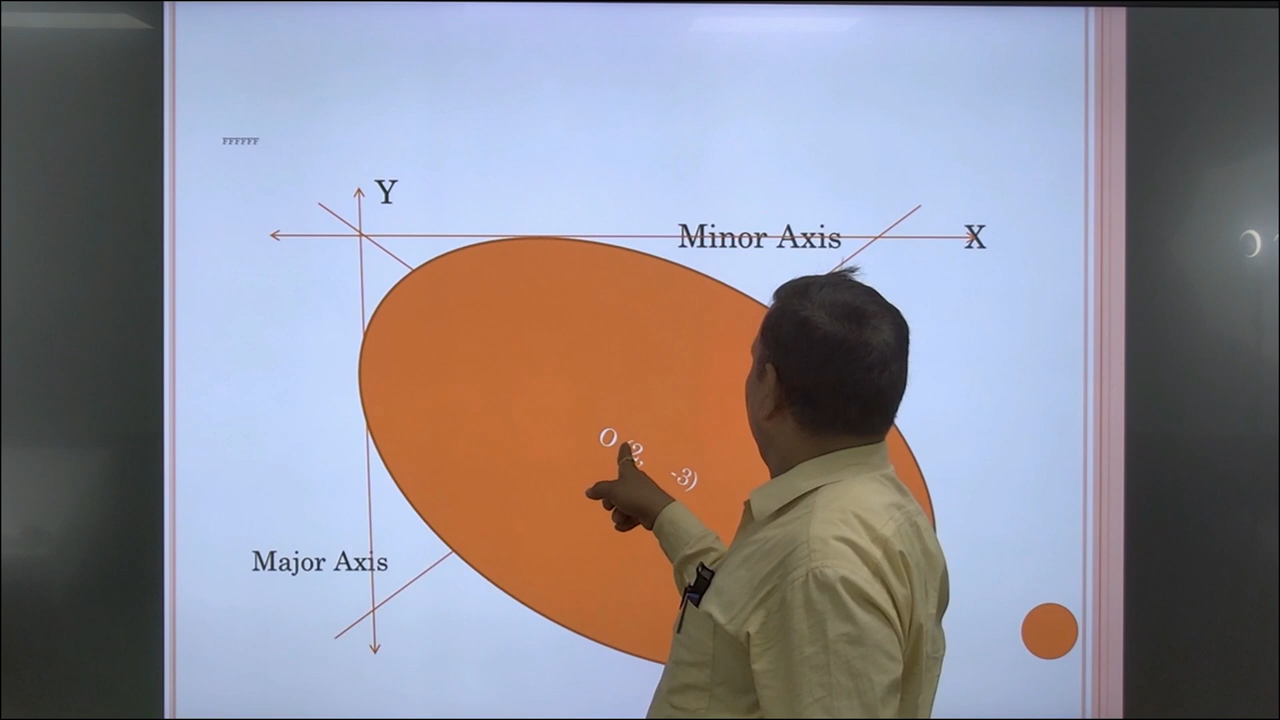 FFFFFF
Y
Minor Axis
X
O (2, -3)
Major Axis